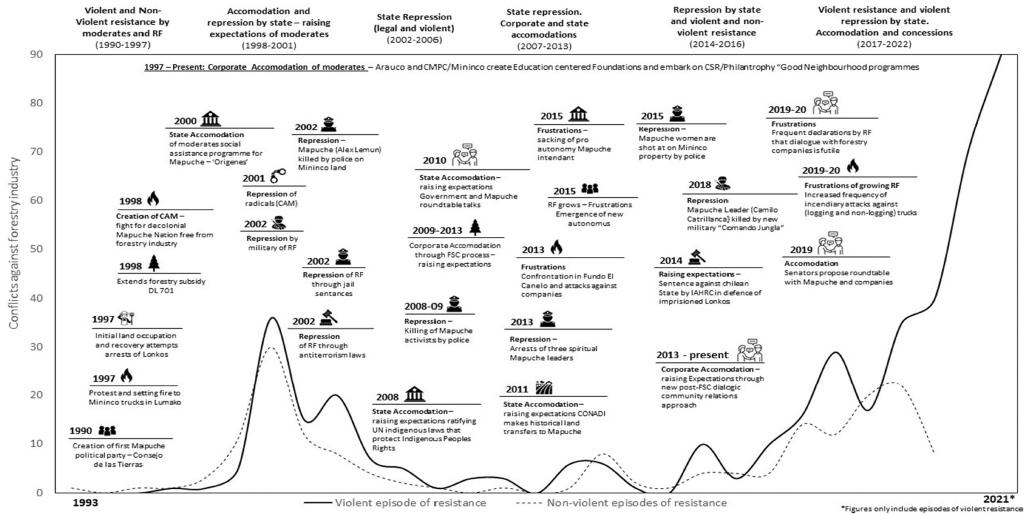 Violent and Non-
Violent resistance by
moderates and RF
(1990-1997)
Accomodation and
repression by state – raising
expectations of moderates
(1998-2001)
State Repression
(legal and violent)
(2002-2006)
State repression.
Corporate and state
accomodations
(2007-2013)
Repression by state
and violent and non-
violent resistance
(2014-2016)
Violent resistance and violent
repression by state.
Accomodation and concessions
(2017-2022)
1997 – Present: Corporate Accomodation of moderates – Arauco and CMPC/Mininco create Education centered Foundations and embark on CSR/Philantrophy "Good Neighbourhood programmes
Conflicts against forestry industry
90
80
70
60
50
40
30
20
10
0
1998
Creation of CAM –
fight for decolonial
Mapuche Nation free from
forestry industry
1998
Extends forestry subsidy
DL 701
1997
Initial land occupation
and recovery attempts
arrests of Lonkos
1997
Protest and setting fire to
Mininco trucks in Lumako
1990
Creation of first Mapuche
political party – Consejo
de las Tierras
2000
State Accomodation
of moderates social
assistance programme for
Mapuche – 'Origenes'
2001
Repression of
radicals (CAM)
2002
Repression by
military of RF
2002
Repression –
Mapuche (Alex Lemun)
killed by police on
Mininco land
2002
Repression of RF
through jail
sentances
2002
Repression
of RF through
antiterrorism laws
2010
State Accomodation –
raising expectations
Government and Mapuche
roundtable talks
2009-2013
Corporate Accomodation
through FSC process –
raising expectations
2008-09
Repression –
Killing of Mapuche
activists by police
2008
State Accomodation –
raising expectations ratifying
UN indigenous laws that
protect Indigenous Peoples
Rights
2015
Frustrations –
sacking of pro
autonomy Mapuche
intendant
2015
RF grows – Frustrations
Emergence of new
autonomus
2013
Frustrations
Confrontation in Fundo El
Canelo and attacks against
companies
2013
Repression –
Arrests of three spiritual
Mapuche leaders
2011
State Accomodation –
raising expectations CONADI
makes historical land
transfers to Mapuche
2015
Repression –
Mapuche women are
shot at on Mininco
property by police
2018
Repression
Mapuche Leader (Camilo
Catrillanca) killed by new
military "Comando Jungla"
2014
Raising expectations –
Sentence against chilean
State by IAHRC in defence of
imprisioned Lonkos
2013 - present
Corporate Accomodation –
raising Expectations through
new post-FSC dialogic
community relations
approach
2019-20
Frustrations
Frequent declarations by RF
that dialogue with forestry
companies is futile
2019-20
Frustrations of growing RF
Increased frequency of
incendiary attacks against
(logging and non-logging) trucks
2019
Accomodation
Senators propose roundtable
with Mapuche and companies
1993
Violent episode of resistance
Non-violent episodes of resistance
2021*
*Figures only include episodes of violent resistance